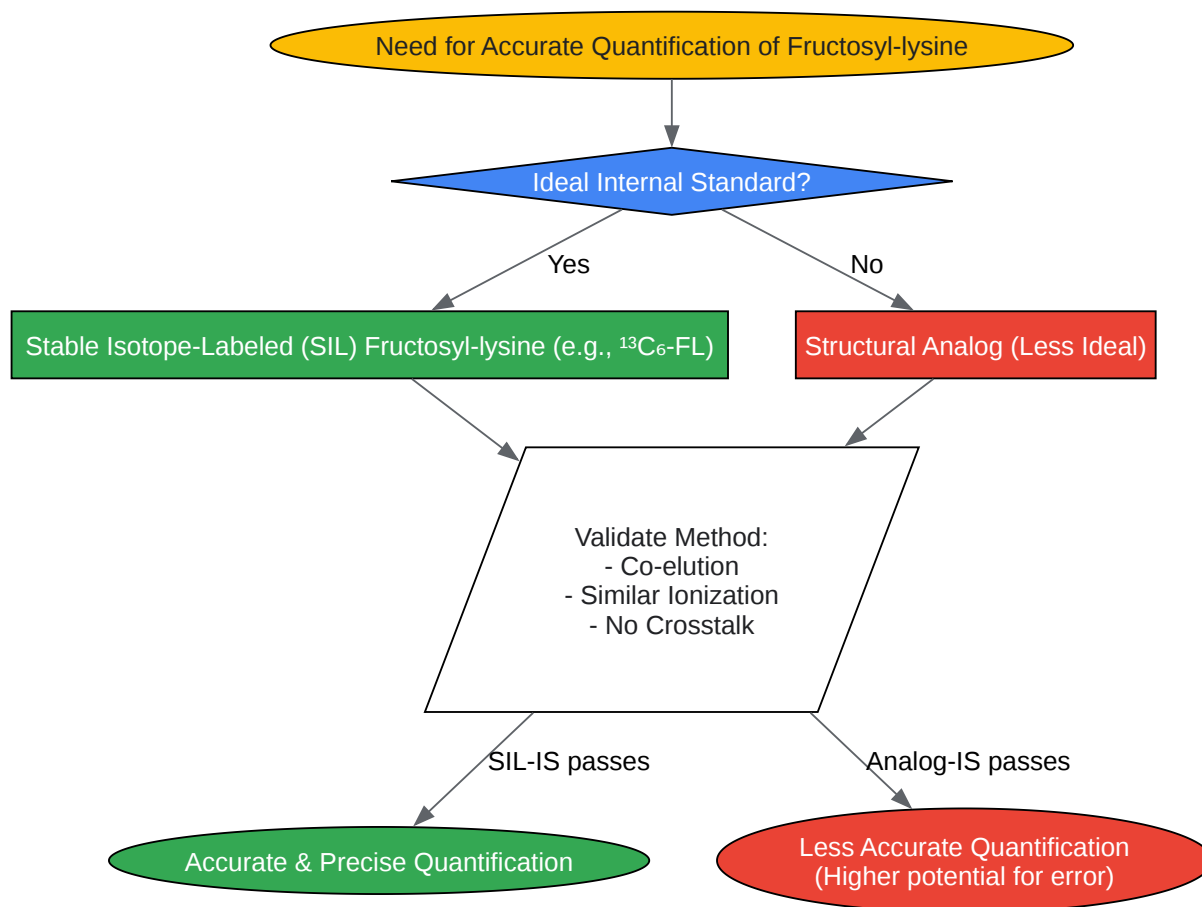 Need for Accurate Quantification of Fructosyl-lysine
Ideal Internal Standard?
Yes
No
Stable Isotope-Labeled (SIL) Fructosyl-lysine (e.g., ¹³C₆-FL)
Structural Analog (Less Ideal)
Validate Method:
- Co-elution
- Similar Ionization
- No Crosstalk
SIL-IS passes
Analog-IS passes
Accurate & Precise Quantification
Less Accurate Quantification
(Higher potential for error)